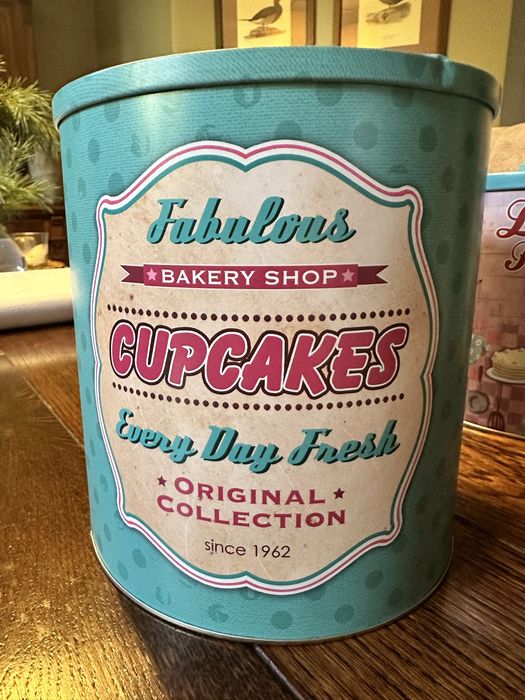 Fabulous
BAKERY SHOP
CUPCAKES
Every Day Fresh
ORIGINAL
COLLECTION
since 1962